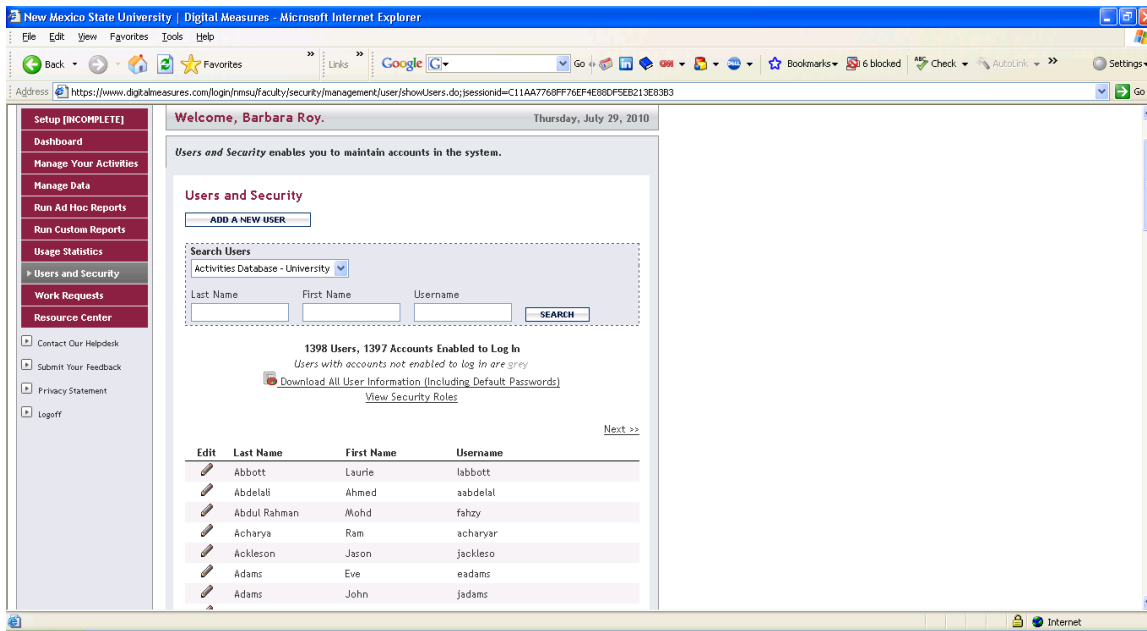 New Mexico State University | Digital Measures - Microsoft Internet Explorer
File Edit View Favorites Tools Help
Back Favorites » Links » Google G Go Bookmarks 6 blocked Check AutoLink » Settings
Address https://www.digitalmeasures.com/login/nmsu/faculty/security/management/user/showUsers.do;jsessionid=C11AA7768FF76EF4E88DF5EB213E83B3 Go
Setup [INCOMPLETE]
Dashboard
Manage Your Activities
Manage Data
Run Ad Hoc Reports
Run Custom Reports
Usage Statistics
Users and Security
Work Requests
Resource Center
Contact Our Helpdesk
Submit Your Feedback
Privacy Statement
Logoff
Welcome, Barbara Roy. Thursday, July 29, 2010
Users and Security enables you to maintain accounts in the system.
Users and Security
ADD A NEW USER
Search Users
Activities Database - University
Last Name First Name Username
SEARCH
1398 Users, 1397 Accounts Enabled to Log In
Users with accounts not enabled to log in are grey
Download All User Information (Including Default Passwords)
View Security Roles
Next >>
Edit Last Name First Name Username
Abbott Laurie labbott
Abdelali Ahmed aabdelal
Abdul Rahman Mohd fahzy
Acharya Ram acharyar
Ackleson Jason jackleso
Adams Eve eadams
Adams John jadams
Internet